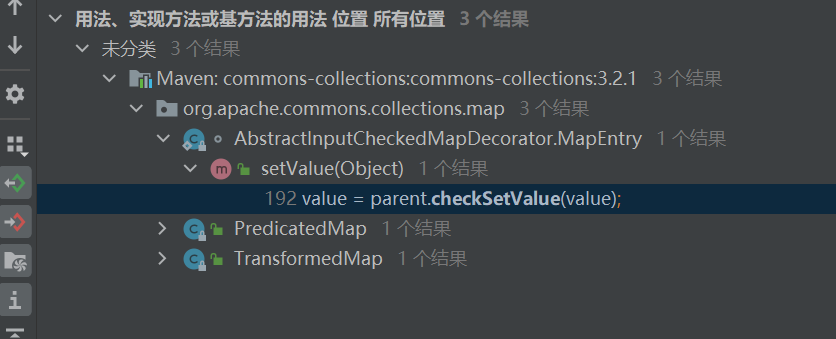 用法、实现方法或基方法的用法 位置 所有位置 3 个结果
未分类 3 个结果
Maven: commons-collections:commons-collections:3.2.1 3 个结果
org.apache.commons.collections.map 3 个结果
AbstractInputCheckedMapDecorator.MapEntry 1 个结果
setValue(Object) 1 个结果
192 value = parent.checkSetValue(value);
PredicatedMap 1 个结果
TransformedMap 1 个结果